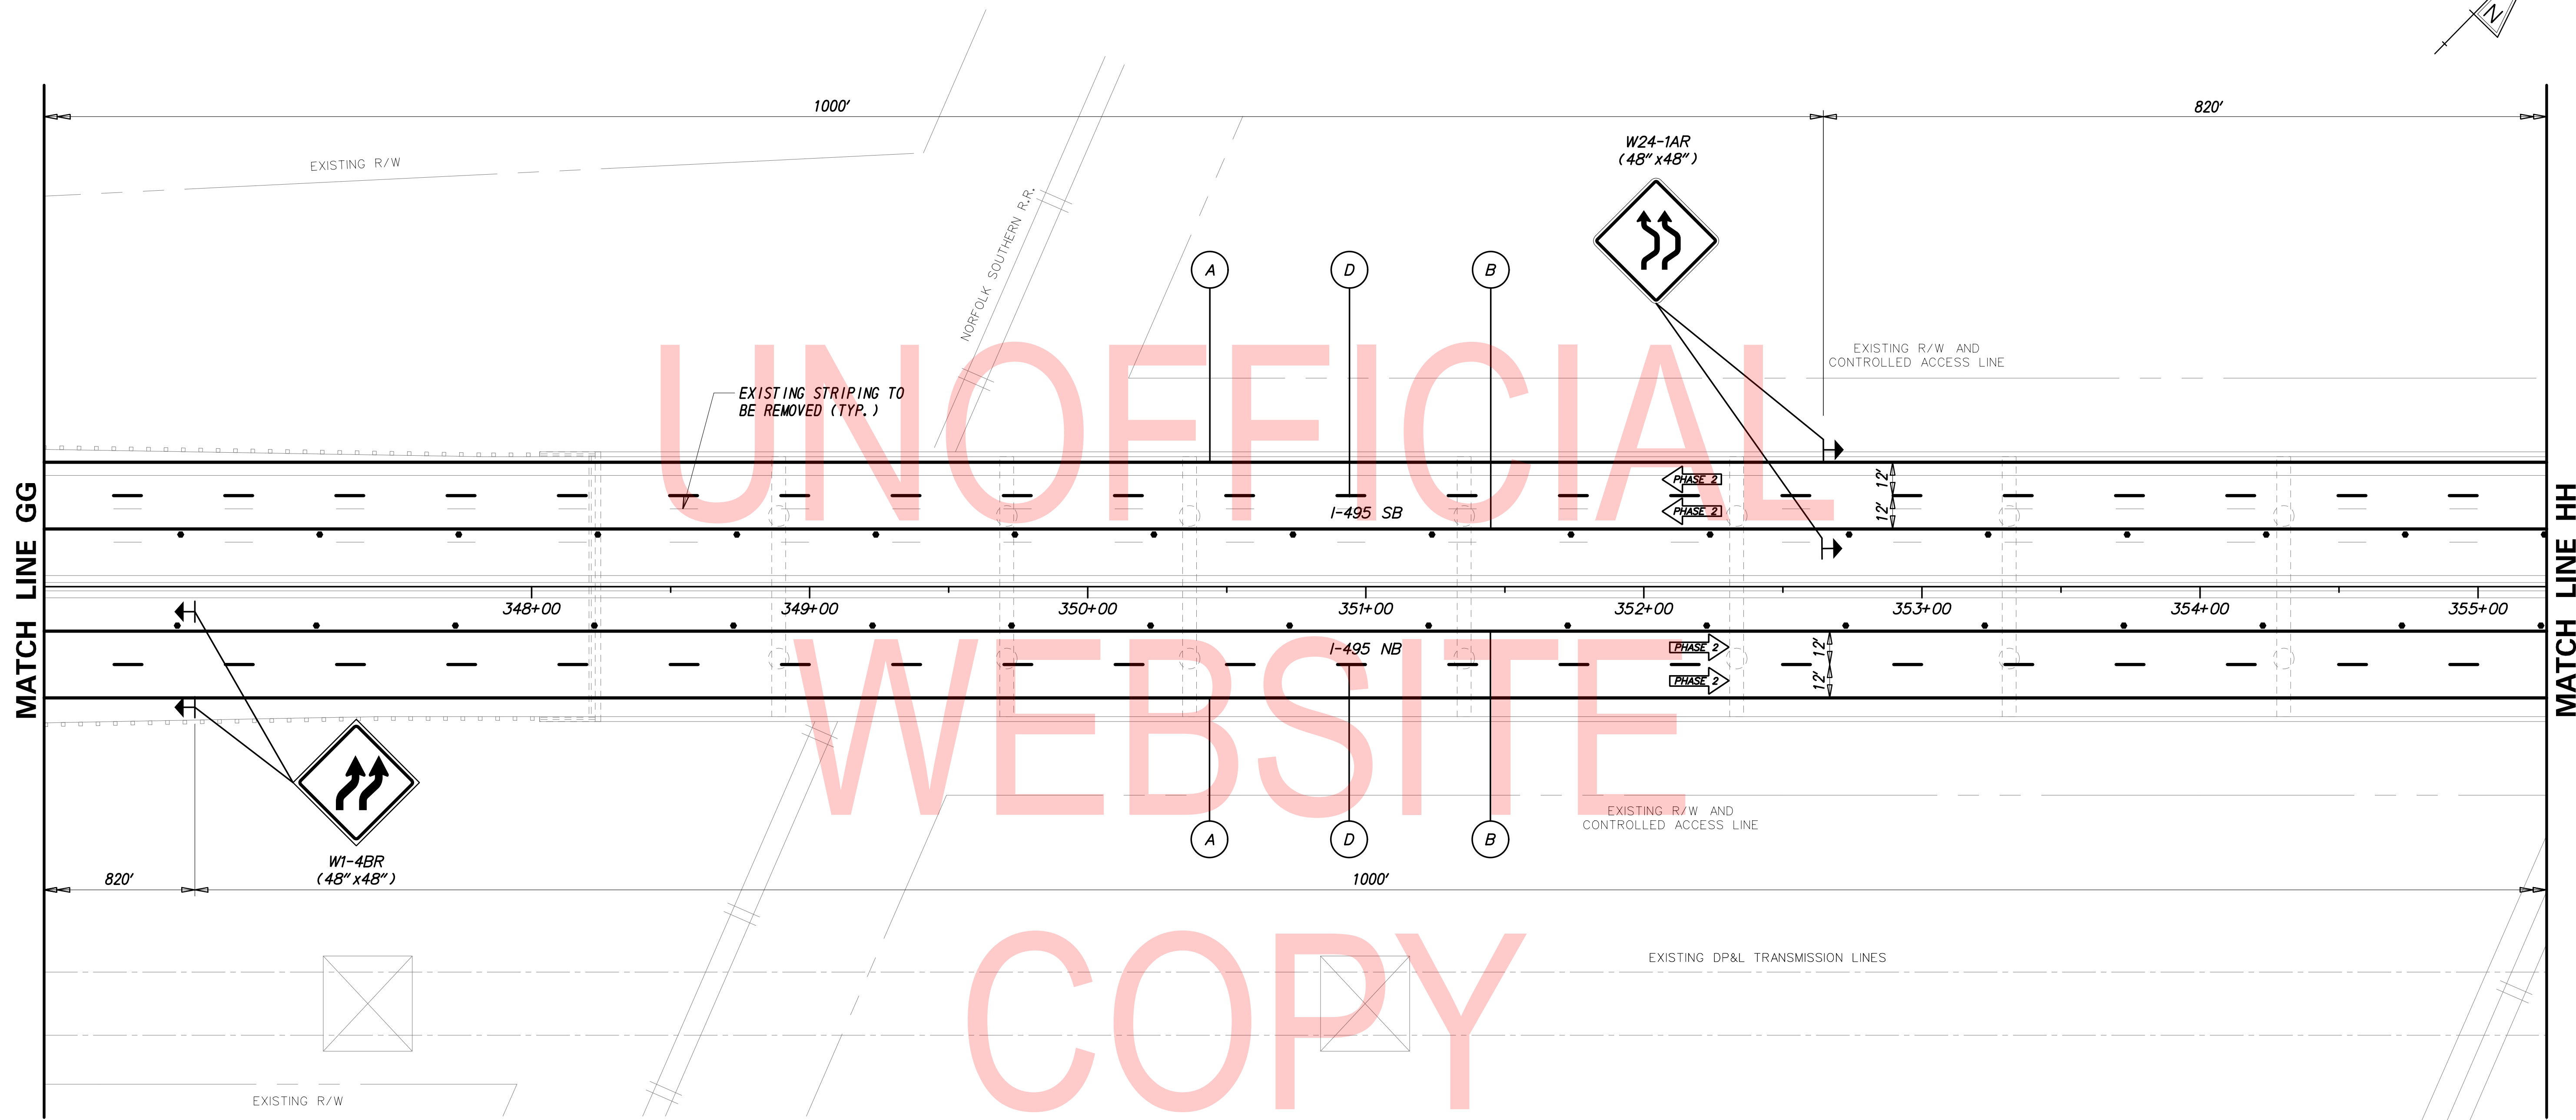 N
1000'
820'
W24-1AR
(48"x48")
EXISTING R/W
NORFOLK SOUTHERN R.R.
A
D
B
EXISTING R/W AND
CONTROLLED ACCESS LINE
EXISTING STRIPING TO
BE REMOVED (TYP.)
UNOFFICIAL
PHASE 2
12'
I-495 SB
PHASE 2
12'
MATCH LINE GG
MATCH LINE HH
348+00
349+00
350+00
351+00
352+00
353+00
354+00
355+00
I-495 NB
PHASE 2
12'
PHASE 2
12'
WEBSITE
EXISTING R/W AND
CONTROLLED ACCESS LINE
A
D
B
W1-4BR
(48"x48")
820'
1000'
COPY
EXISTING DP&L TRANSMISSION LINES
EXISTING R/W